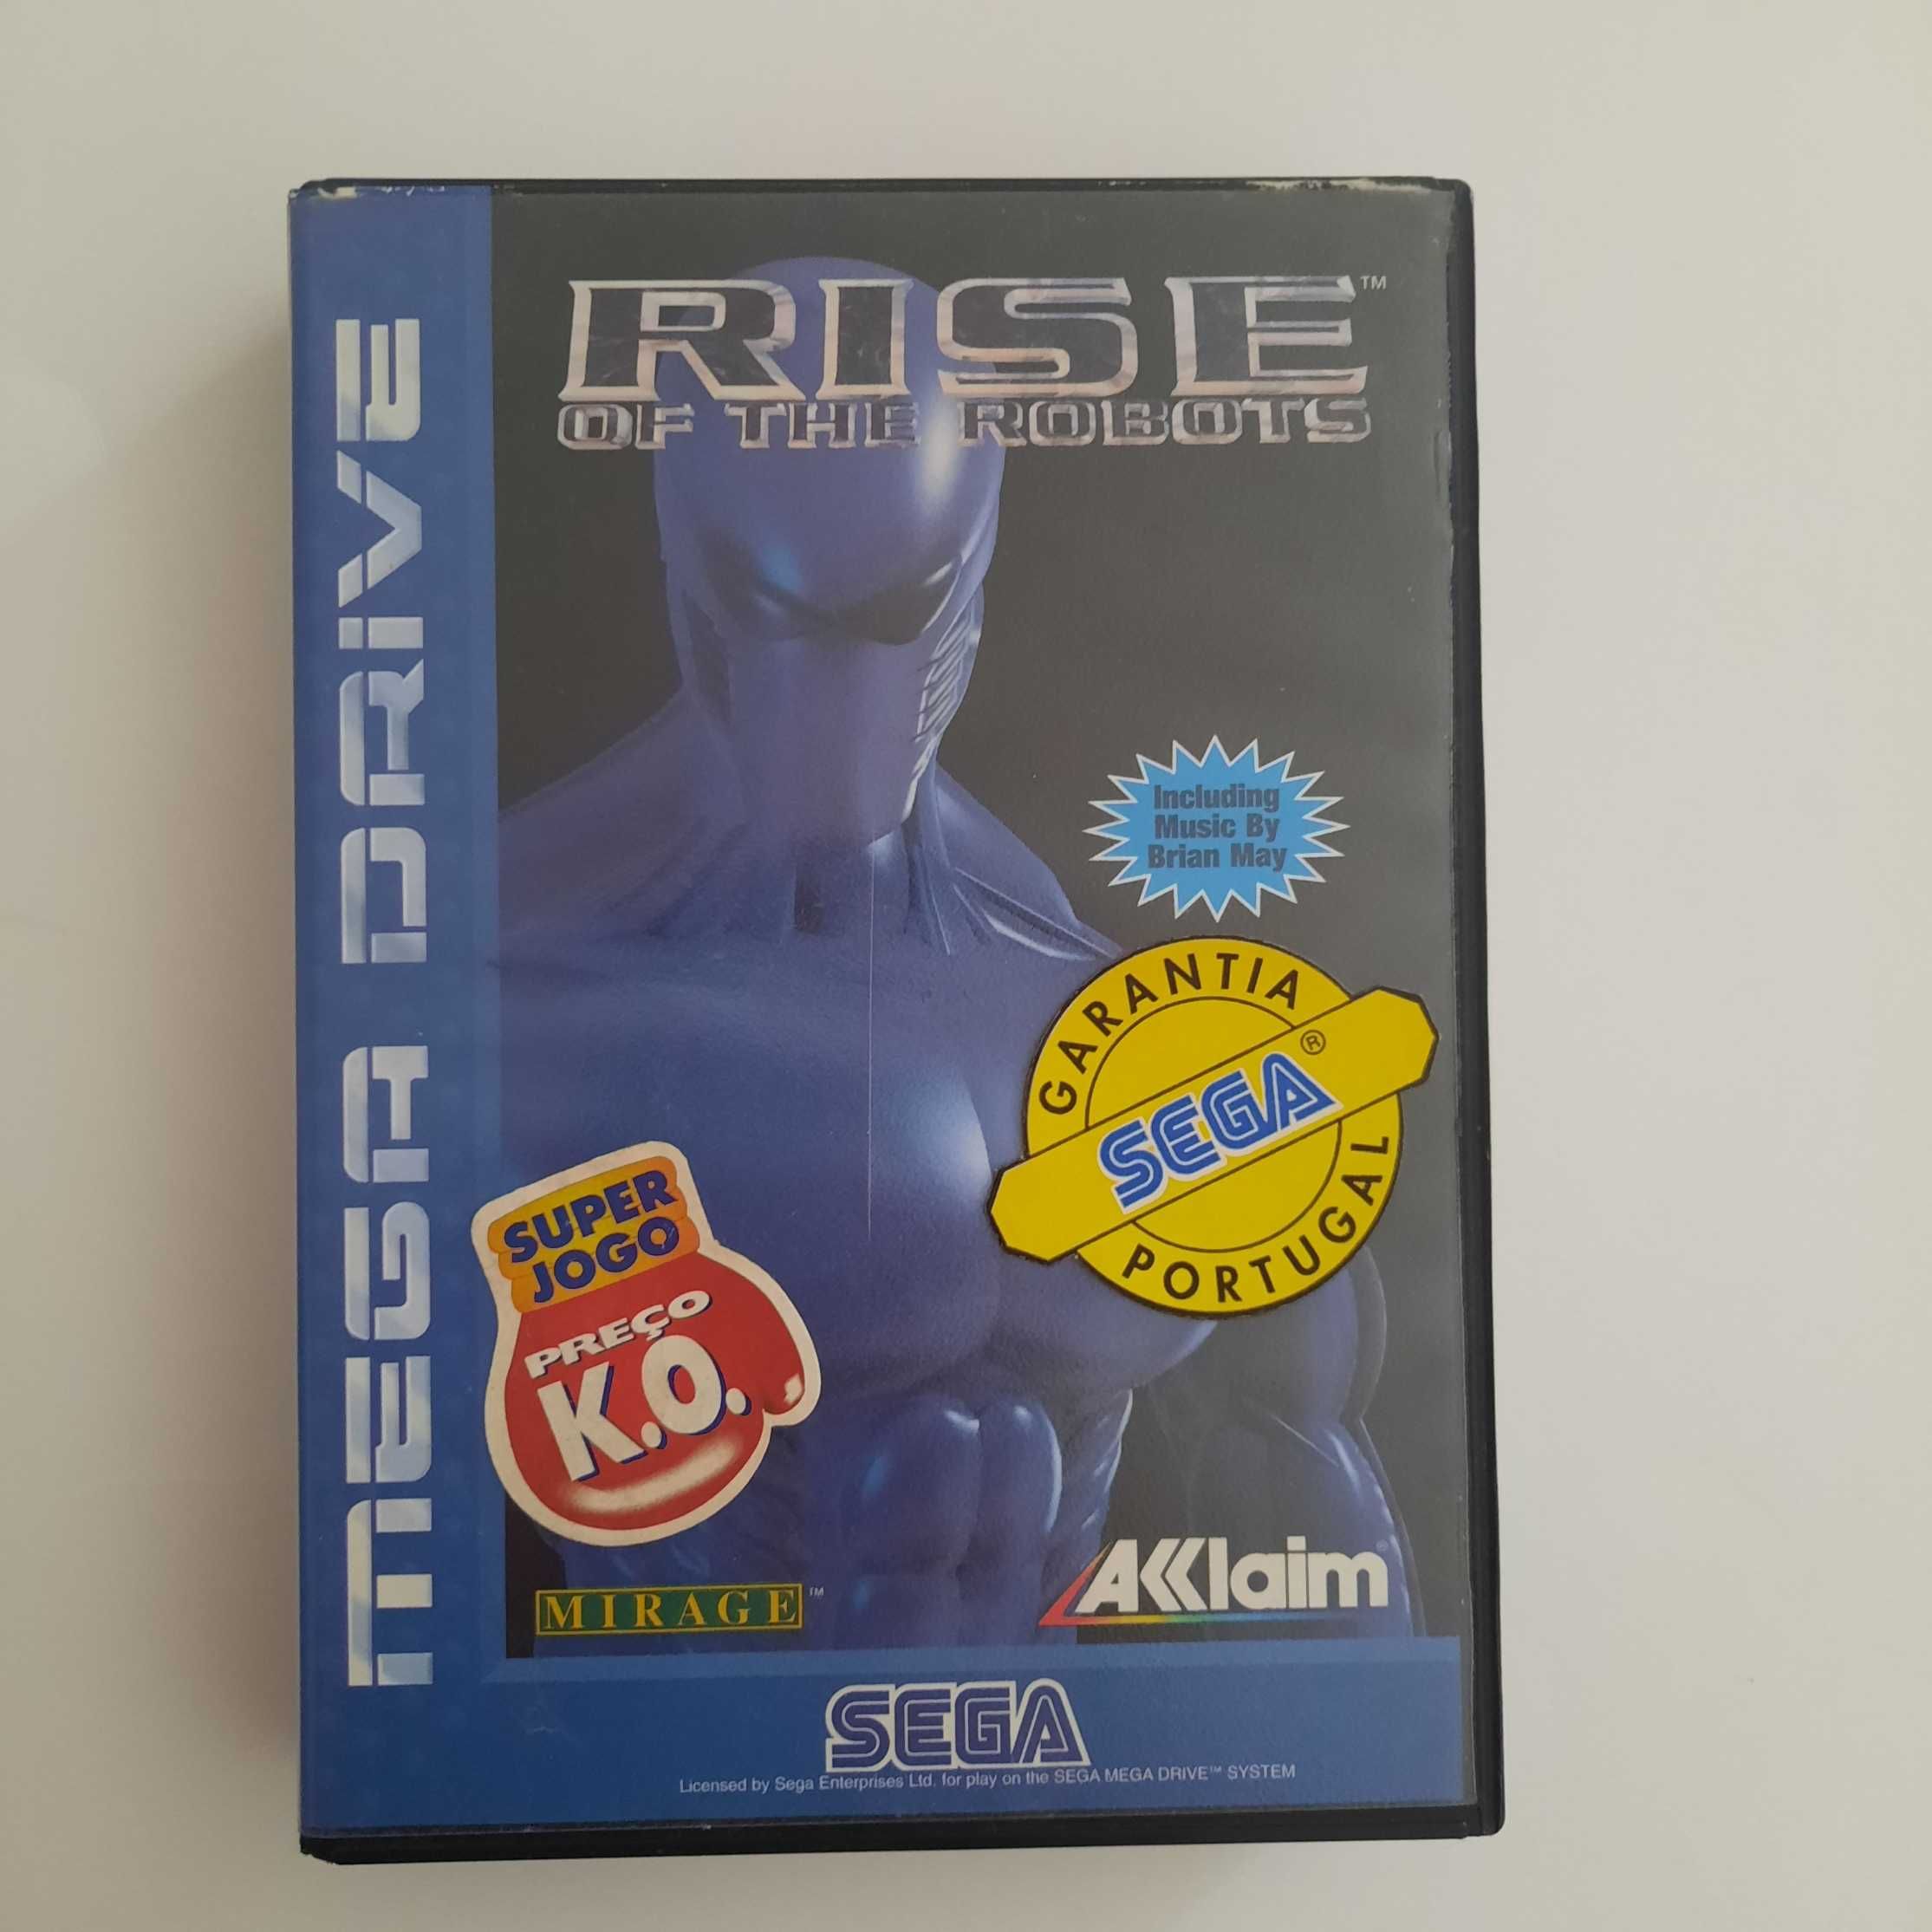 MEGA DRIVE
RISE™
OF THE ROBOTS
Including
Music By
Brian May
GARANTIA
SEGA®
PORTUGAL
SUPER
JOGO
PREÇO
K.O.
MIRAGE™
AKKlaim
SEGA
Licensed by Sega Enterprises Ltd. for play on the SEGA MEGA DRIVE™ SYSTEM